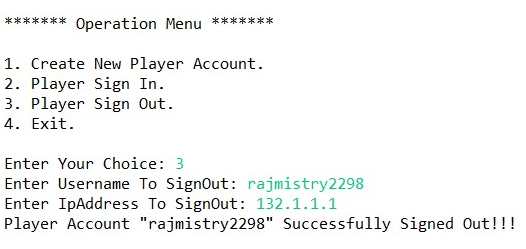 ******* Operation Menu *******
1. Create New Player Account.
2. Player Sign In.
3. Player Sign Out.
4. Exit.
Enter Your Choice: 3
Enter Username To SignOut: rajmistry2298
Enter IpAddress To SignOut: 132.1.1.1
Player Account "rajmistry2298" Successfully Signed Out!!!